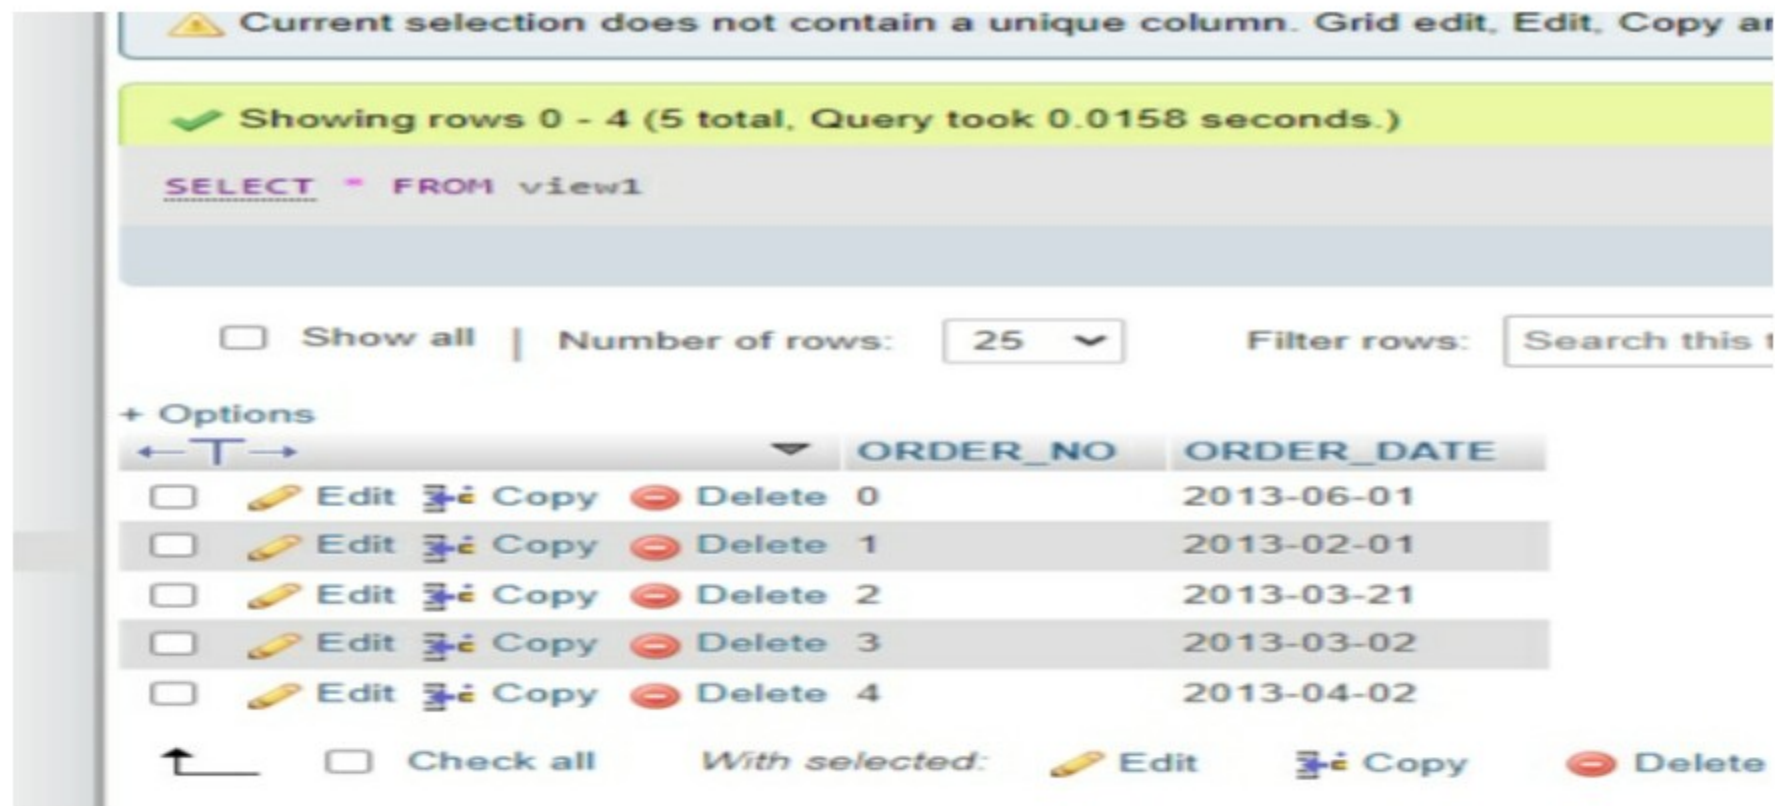 Current selection does not contain a unique column. Grid edit, Edit, Copy
Showing rows 0 - 4 (5 total, Query took 0.0158 seconds.)
SELECT * FROM view1
Show all | Number of rows: 25 Filter rows: Search this
+ Options
←T→ ORDER_NO ORDER_DATE
Edit Copy Delete 0 2013-06-01
Edit Copy Delete 1 2013-02-01
Edit Copy Delete 2 2013-03-21
Edit Copy Delete 3 2013-03-02
Edit Copy Delete 4 2013-04-02
Check all With selected: Edit Copy Delete